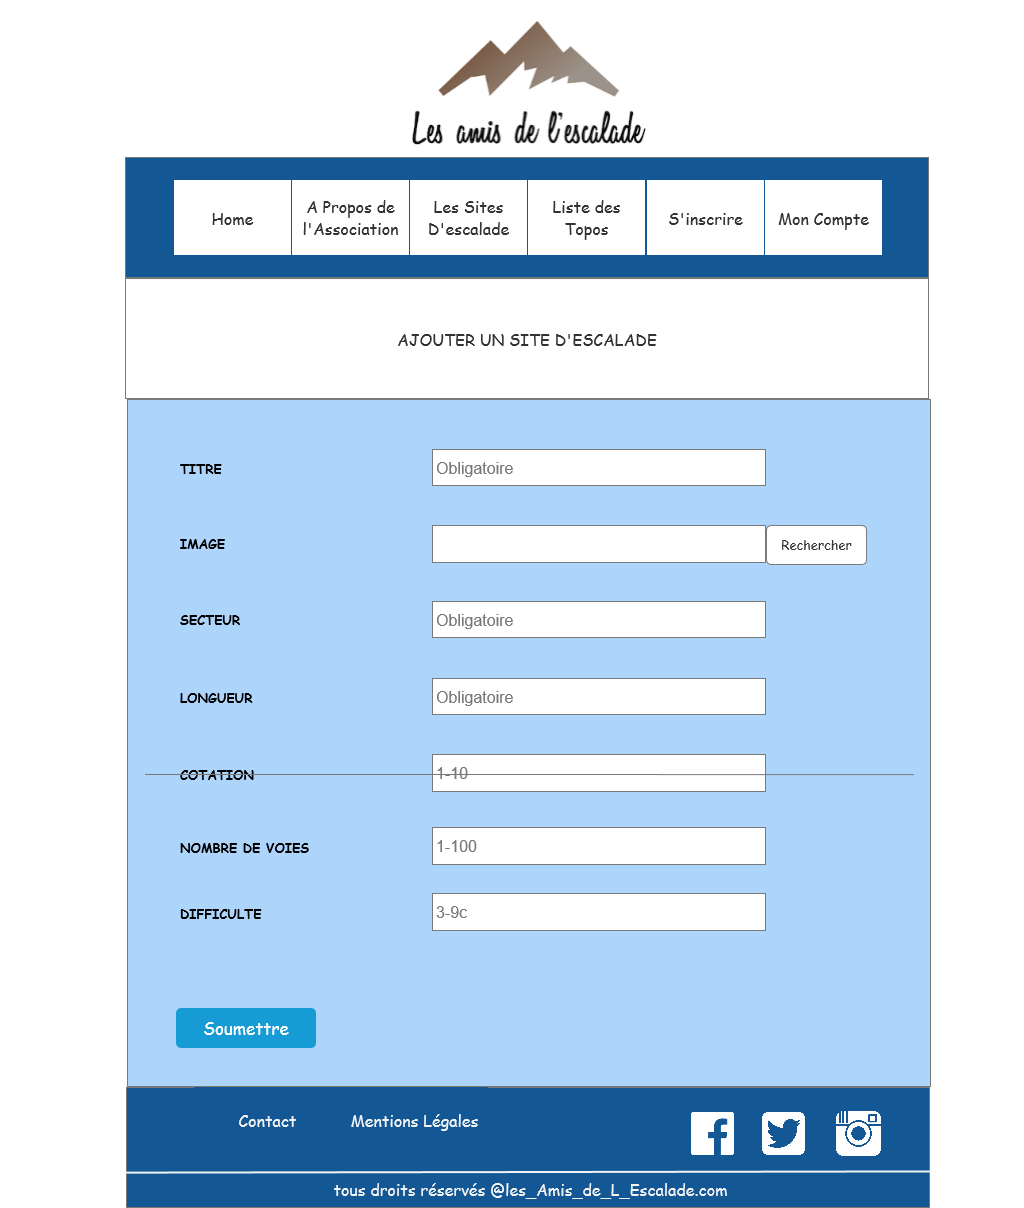 Les amis de l'escalade
Home
A Propos de
l'Association
Les Sites
D'escalade
Liste des
Topos
S'inscrire
Mon Compte
AJOUTER UN SITE D'ESCALADE
TITRE
Obligatoire
IMAGE
Rechercher
SECTEUR
Obligatoire
LONGUEUR
Obligatoire
COTATION
1-10
NOMBRE DE VOIES
1-100
DIFFICULTE
3-9c
Soumettre
Contact
Mentions Légales
tous droits réservés @les_Amis_de_L_Escalade.com